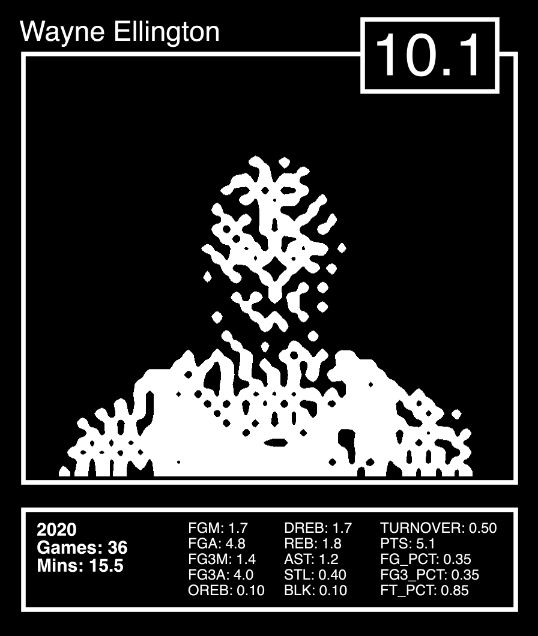 Wayne Ellington
10.1
2020
Games: 36
Mins: 15.5
FGM: 1.7
FGA: 4.8
FG3M: 1.4
FG3A: 4.0
OREB: 0.10
DREB: 1.7
REB: 1.8
AST: 1.2
STL: 0.40
BLK: 0.10
TURNOVER: 0.50
PTS: 5.1
FG_PCT: 0.35
FG3_PCT: 0.35
FT_PCT: 0.85